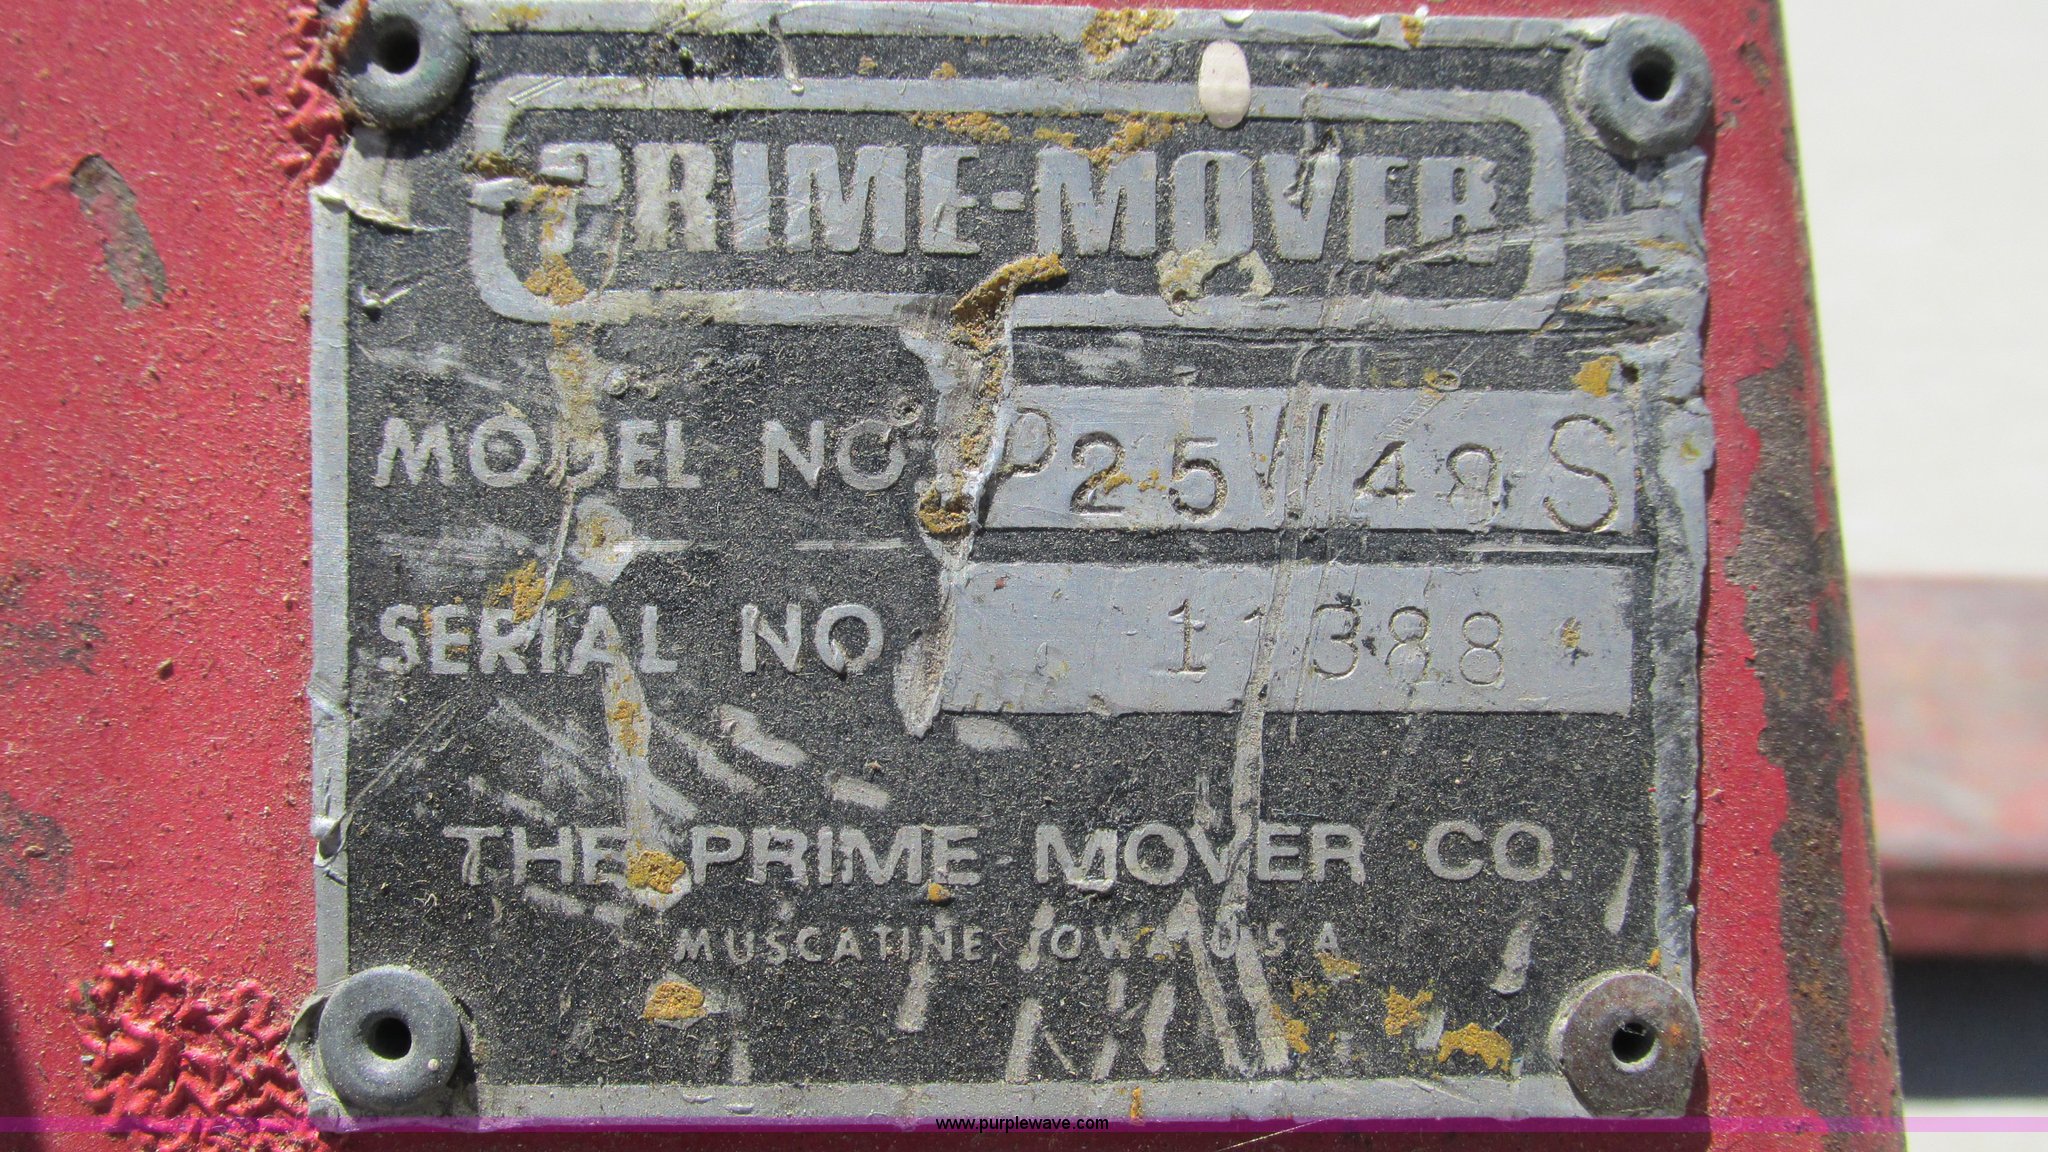 PRIME-MOVER
MODEL NO. P25W48S
SERIAL NO. 11388
THE PRIME-MOVER CO.
MUSCATINE, IOWA U S A
www.purplewave.com